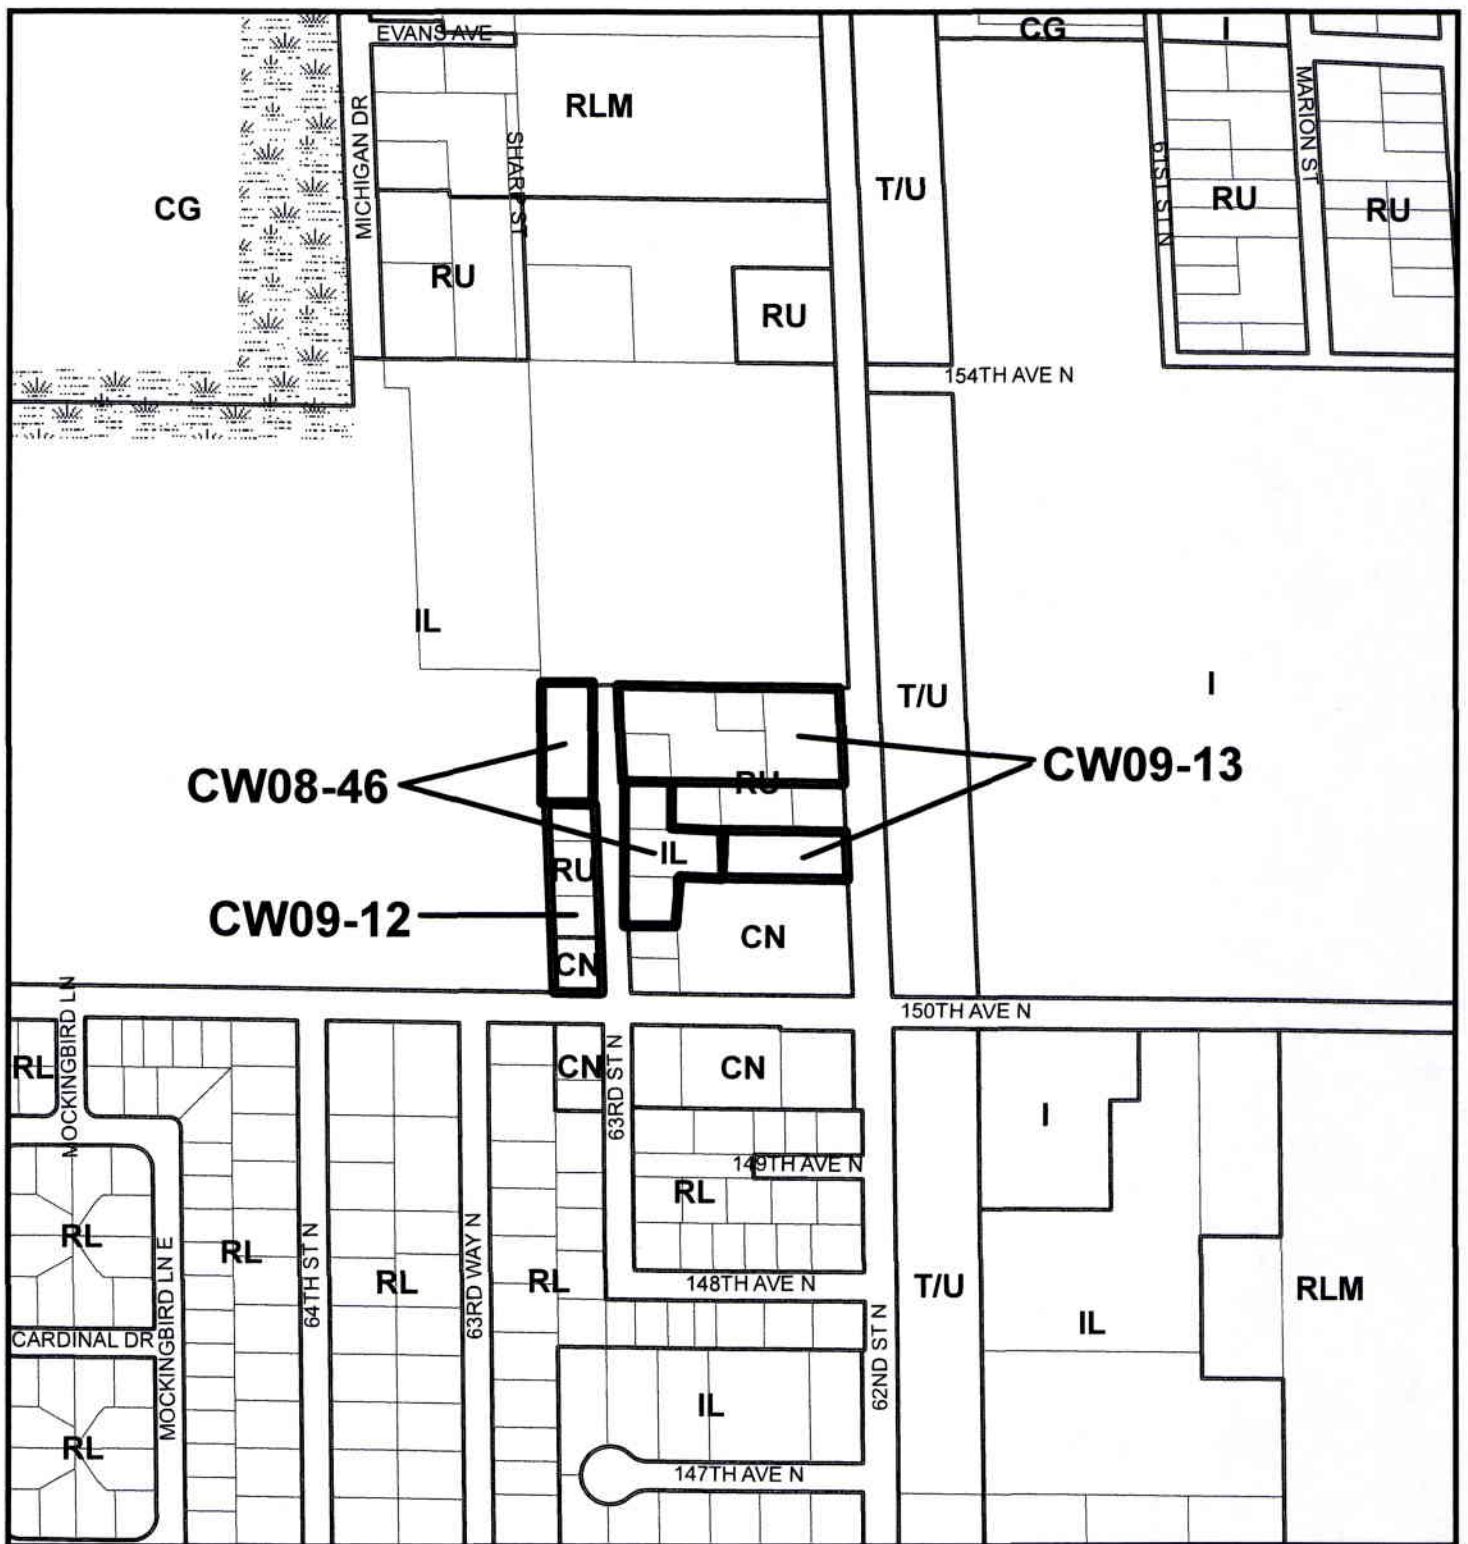 EVANS AVE
CG
I
RLM
MICHIGAN DR
SHARP ST
MARION ST
61ST ST N
T/U
CG
RU
RU
RU
RU
154TH AVE N
IL
T/U
I
CW08-46
CW09-13
RU
IL
RU
CW09-12
CN
CN
MOCKINGBIRD LN
150TH AVE N
RL
CN
63RD ST N
CN
I
149TH AVE N
RL
RL
RL
MOCKINGBIRD LN E
64TH ST N
RL
63RD WAY N
RL
148TH AVE N
T/U
RLM
IL
CARDINAL DR
62ND ST N
IL
RL
147TH AVE N